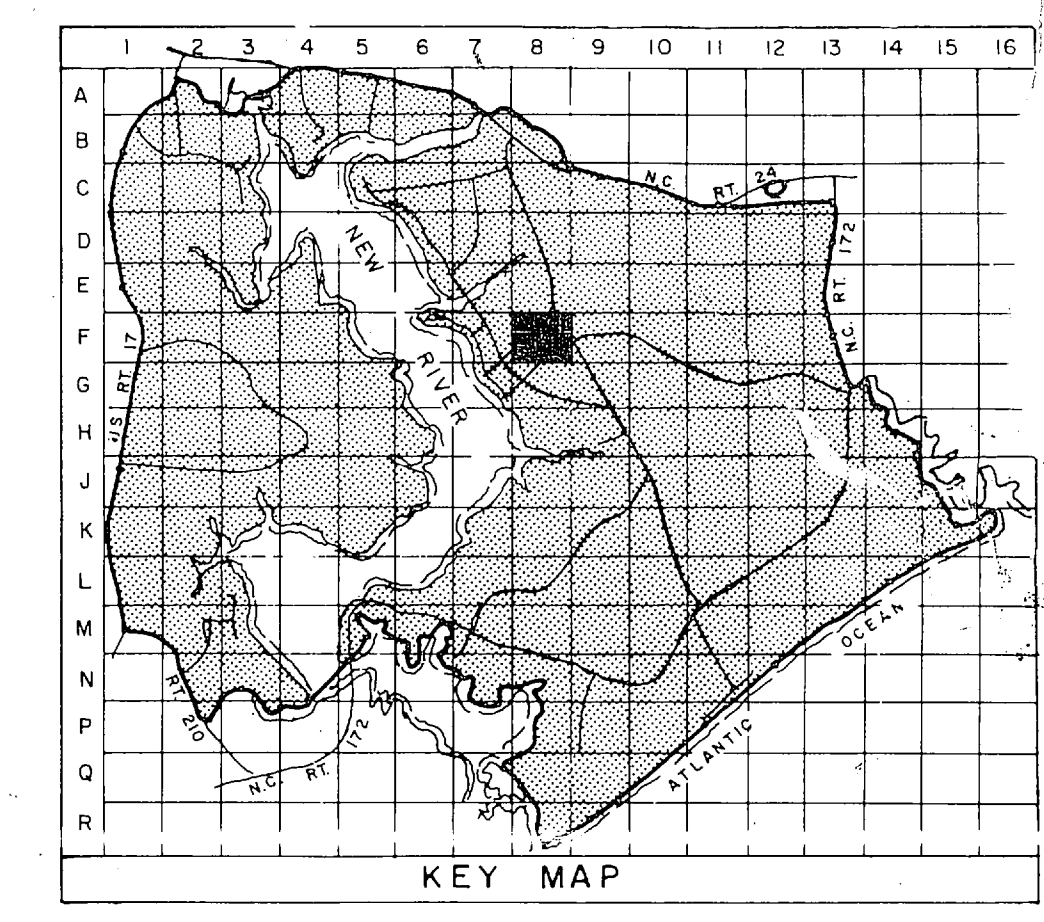 1 2 3 4 5 6 7 8 9 10 11 12 13 14 15 16
A
B
C
D
E
F
G
H
J
K
L
M
N
P
Q
R
N.C. RT. 24
N.C. RT. 172
NEW
RIVER
US RT 17
RT. 210
N.C. RT. 172
ATLANTIC OCEAN
KEY MAP